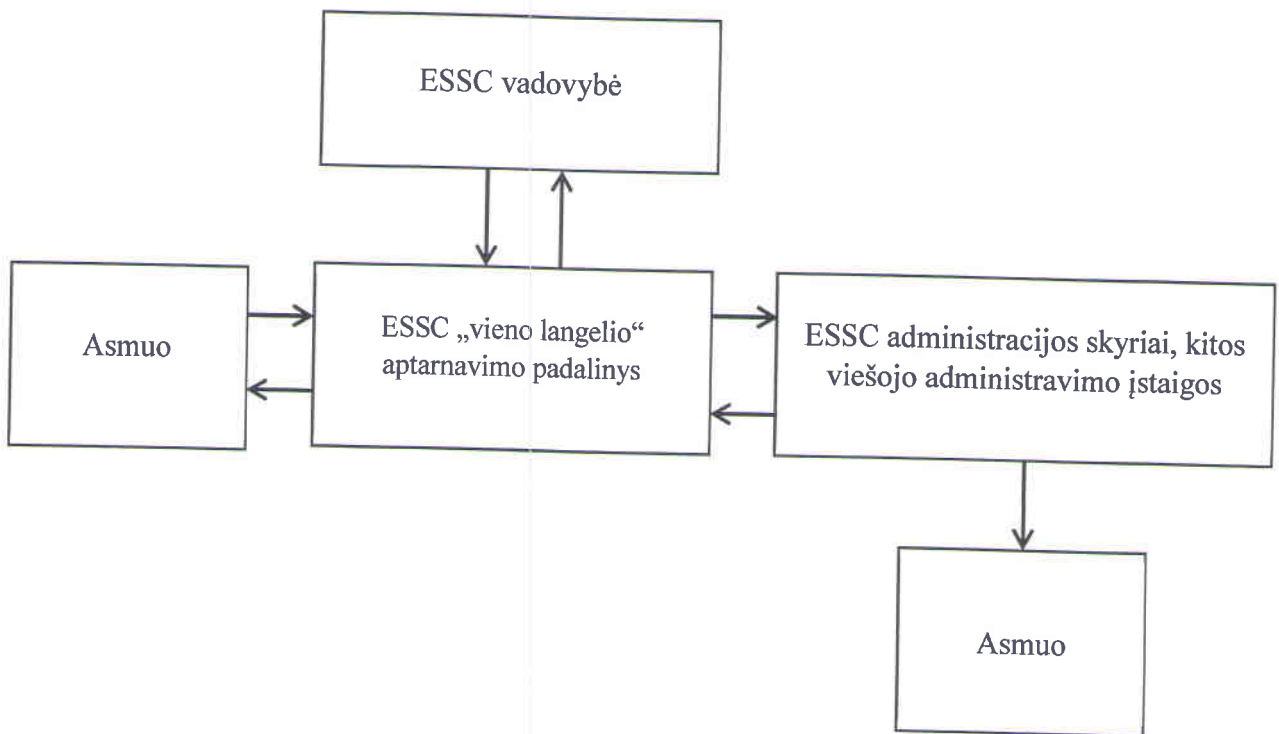 ESSC vadovybė
Asmuo
ESSC „vieno langelio“
aptarnavimo padalinys
ESSC administracijos skyriai, kitos
viešojo administravimo įstaigos
Asmuo